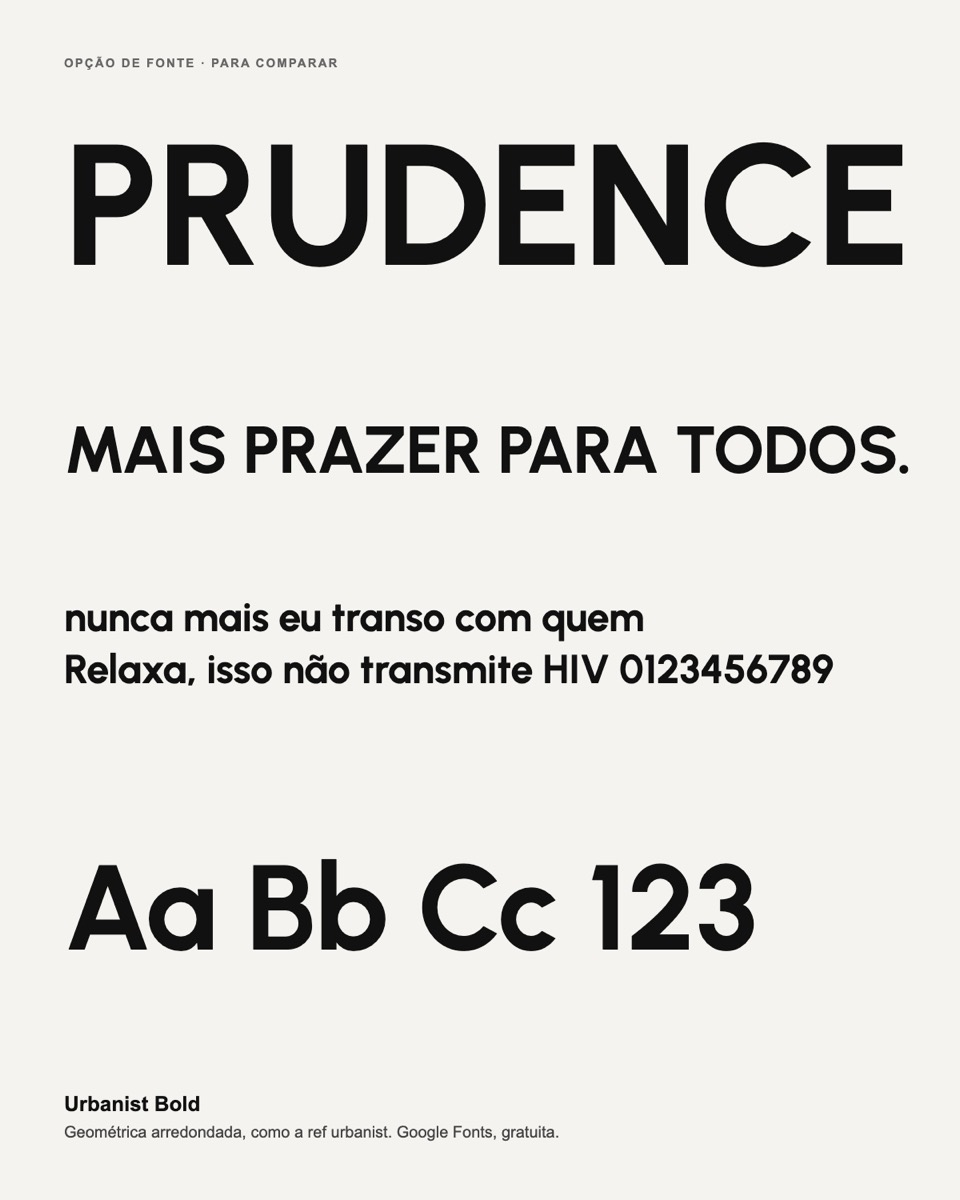 OPÇÃO DE FONTE · PARA COMPARAR
PRUDENCE
MAIS PRAZER PARA TODOS.
nunca mais eu transo com quem
Relaxa, isso não transmite HIV 0123456789
Aa Bb Cc 123
Urbanist Bold
Geométrica arredondada, como a ref urbanist. Google Fonts, gratuita.